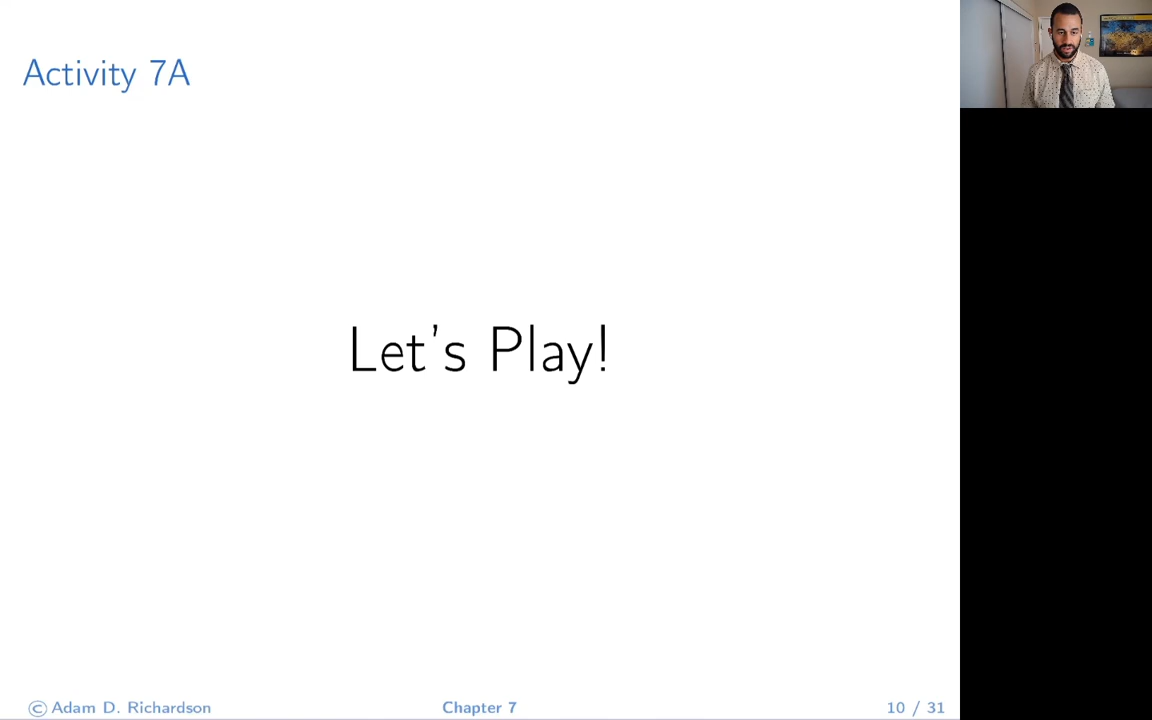 Activity 7A
Let's Play!
© Adam D. Richardson
Chapter 7
10 / 31